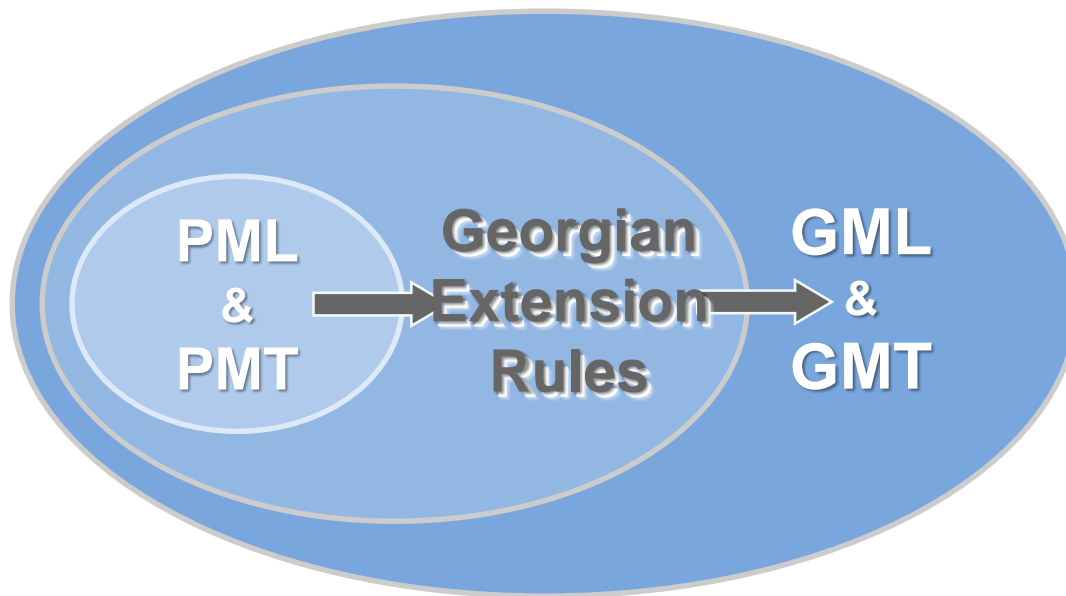 PML
&
PMT
Georgian
Extension
Rules
GML
&
GMT